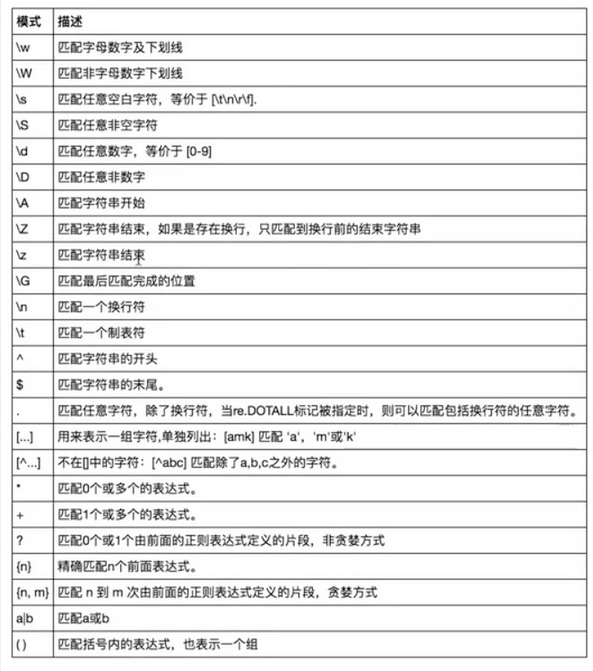 模式 描述
\w 匹配字母数字及下划线
\W 匹配非字母数字下划线
\s 匹配任意空白字符，等价于 [\t\n\r\f].
\S 匹配任意非空字符
\d 匹配任意数字，等价于 [0-9]
\D 匹配任意非数字
\A 匹配字符串开始
\Z 匹配字符串结束，如果是存在换行，只匹配到换行前的结束字符串
\z 匹配字符串结束
\G 匹配最后匹配完成的位置
\n 匹配一个换行符
\t 匹配一个制表符
^ 匹配字符串的开头
$ 匹配字符串的末尾。
. 匹配任意字符，除了换行符，当re.DOTALL标记被指定时，则可以匹配包括换行符的任意字符。
[...] 用来表示一组字符,单独列出：[amk] 匹配 'a'，'m'或'k'
[^...] 不在[]中的字符：[^abc] 匹配除了a,b,c之外的字符。
* 匹配0个或多个的表达式。
+ 匹配1个或多个的表达式。
? 匹配0个或1个由前面的正则表达式定义的片段，非贪婪方式
{n} 精确匹配n个前面表达式。
{n, m} 匹配 n 到 m 次由前面的正则表达式定义的片段，贪婪方式
a|b 匹配a或b
( ) 匹配括号内的表达式，也表示一个组